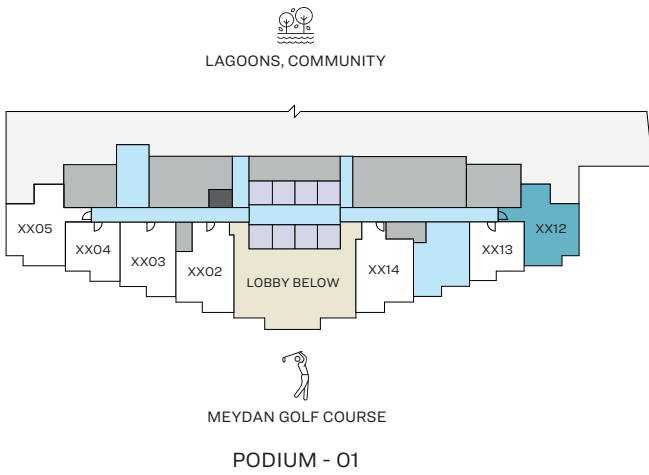 LAGOONS, COMMUNITY
XX05
XX04
XX03
XX02
LOBBY BELOW
XX14
XX13
XX12
MEYDAN GOLF COURSE
PODIUM - 01